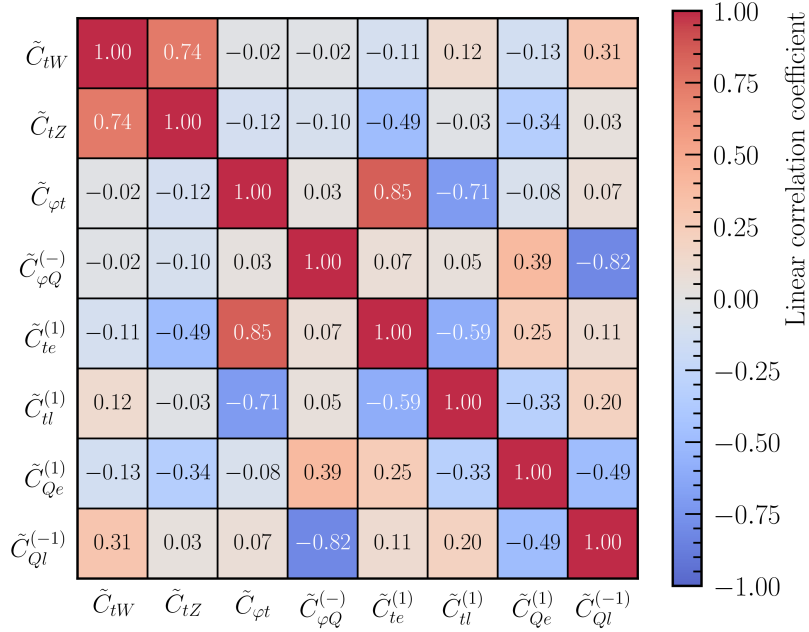 C̃_{tW} 1.00 0.74 −0.02 −0.02 −0.11 0.12 −0.13 0.31
C̃_{tZ} 0.74 1.00 −0.12 −0.10 −0.49 −0.03 −0.34 0.03
C̃_{φt} −0.02 −0.12 1.00 0.03 0.85 −0.71 −0.08 0.07
C̃_{φQ}^{(−)} −0.02 −0.10 0.03 1.00 0.07 0.05 0.39 −0.82
C̃_{te}^{(1)} −0.11 −0.49 0.85 0.07 1.00 −0.59 0.25 0.11
C̃_{tl}^{(1)} 0.12 −0.03 −0.71 0.05 −0.59 1.00 −0.33 0.20
C̃_{Qe}^{(1)} −0.13 −0.34 −0.08 0.39 0.25 −0.33 1.00 −0.49
C̃_{Ql}^{(−1)} 0.31 0.03 0.07 −0.82 0.11 0.20 −0.49 1.00
C̃_{tW} C̃_{tZ} C̃_{φt} C̃_{φQ}^{(−)} C̃_{te}^{(1)} C̃_{tl}^{(1)} C̃_{Qe}^{(1)} C̃_{Ql}^{(−1)}
1.00
0.75
0.50
0.25
0.00
−0.25
−0.50
−0.75
−1.00
Linear correlation coefficient